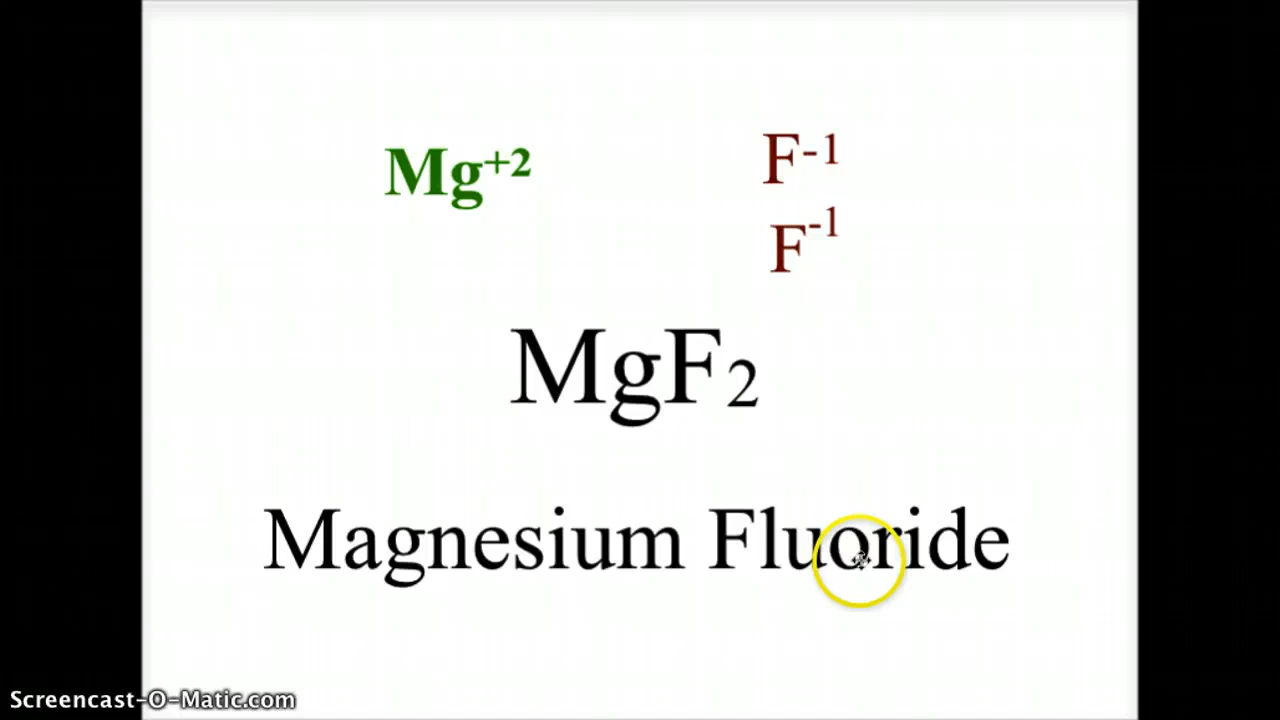 Mg⁺² F⁻¹
F⁻¹
MgF₂
Magnesium Fluoride
Screencast-O-Matic.com